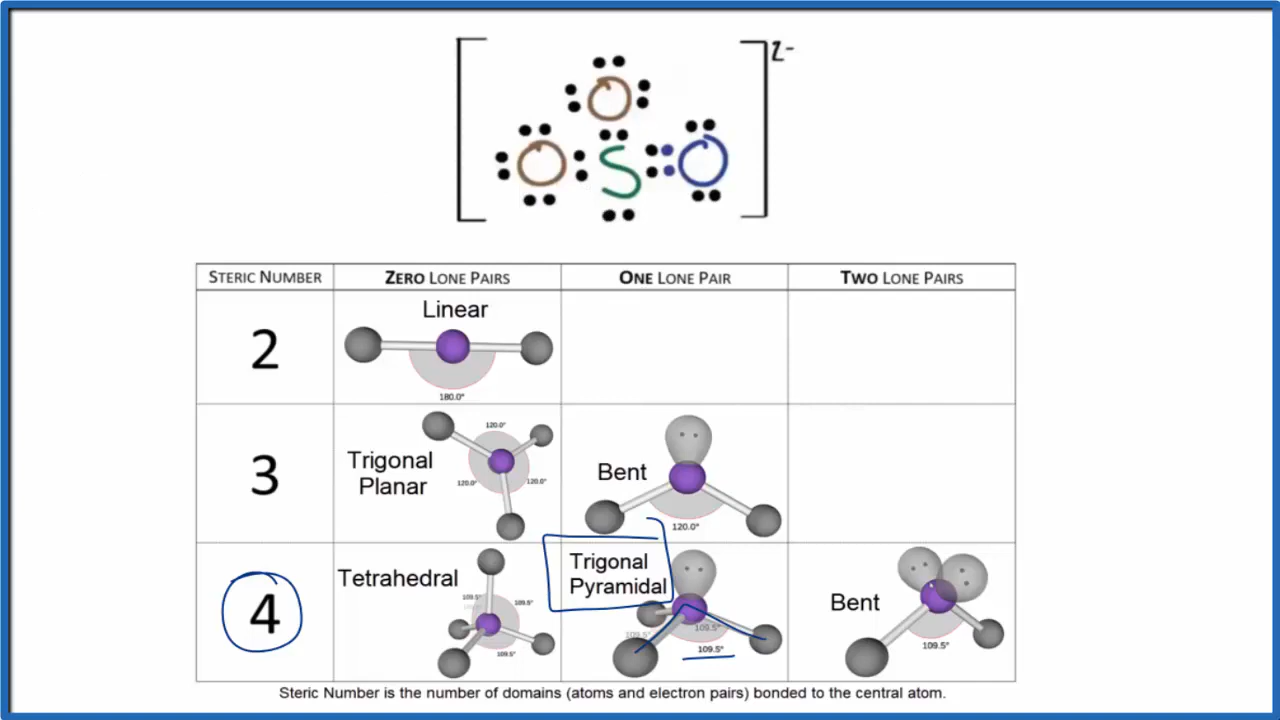 2-
O
O S O
STERIC NUMBER ZERO LONE PAIRS ONE LONE PAIR TWO LONE PAIRS
2 Linear
180.0°
3 Trigonal Planar 120.0° 120.0° 120.0° Bent 120.0°
4 Tetrahedral 109.5° 109.5° 109.5° Trigonal Pyramidal 109.5° 109.5° 109.5° Bent 109.5°
Steric Number is the number of domains (atoms and electron pairs) bonded to the central atom.